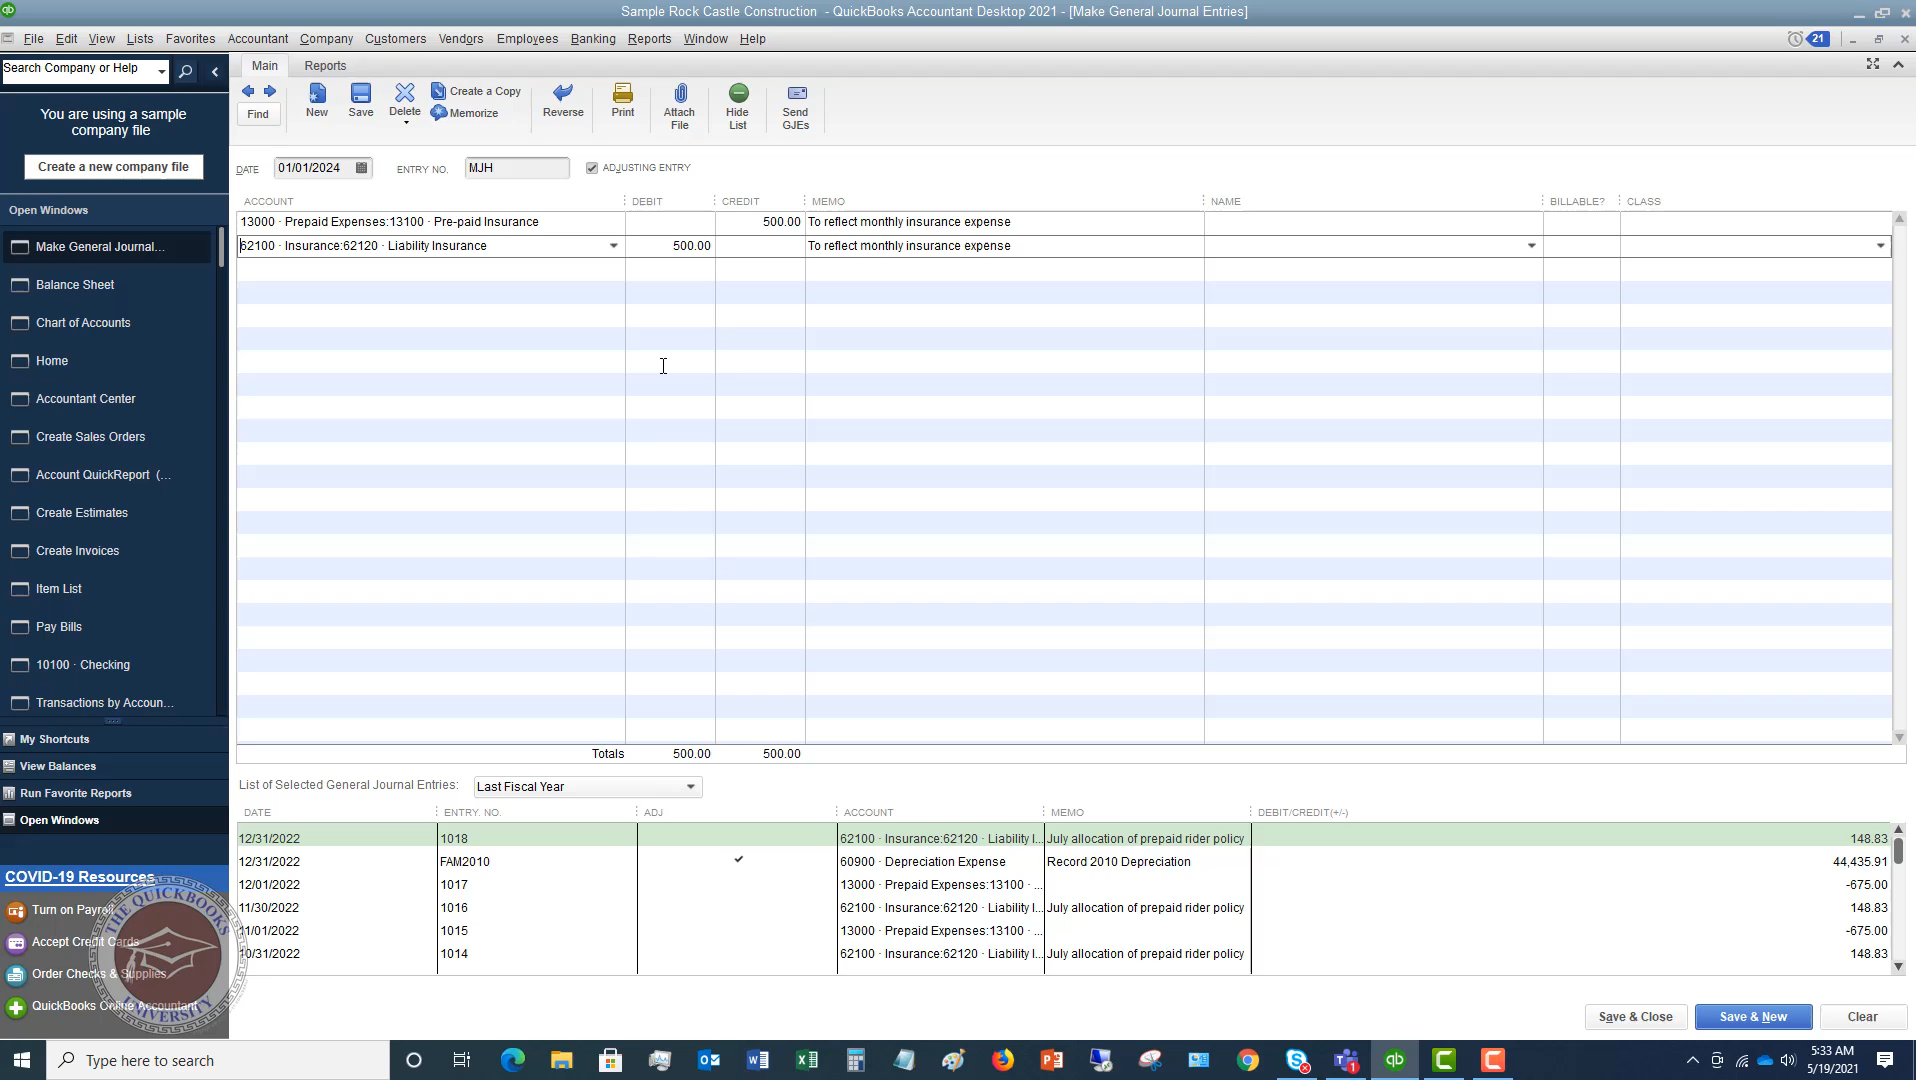 Sample Rock Castle Construction - QuickBooks Accountant Desktop 2021 - [Make General Journal Entries]
File Edit View Lists Favorites Accountant Company Customers Vendors Employees Banking Reports Window Help 21
Search Company or Help
Main Reports
You are using a sample
company file
Create a new company file
Find New Save Delete Create a Copy
Memorize Reverse Print Attach
File Hide
List Send
GJEs
DATE 01/01/2024 ENTRY NO. MJH ADJUSTING ENTRY
ACCOUNT DEBIT CREDIT MEMO NAME BILLABLE? CLASS
13000 · Prepaid Expenses:13100 · Pre-paid Insurance 500.00 To reflect monthly insurance expense
62100 · Insurance:62120 · Liability Insurance 500.00 To reflect monthly insurance expense
Open Windows
Make General Journal...
Balance Sheet
Chart of Accounts
Home
Accountant Center
Create Sales Orders
Account QuickReport (...
Create Estimates
Create Invoices
Item List
Pay Bills
10100 · Checking
Transactions by Accoun...
My Shortcuts
View Balances
Run Favorite Reports
Open Windows
Totals 500.00 500.00
List of Selected General Journal Entries: Last Fiscal Year
DATE ENTRY. NO. ADJ ACCOUNT MEMO DEBIT/CREDIT(+/-)
12/31/2022 1018 62100 · Insurance:62120 · Liability I... July allocation of prepaid rider policy 148.83
12/31/2022 FAM2010 60900 · Depreciation Expense Record 2010 Depreciation 44,435.91
12/01/2022 1017 13000 · Prepaid Expenses:13100 · ... -675.00
11/30/2022 1016 62100 · Insurance:62120 · Liability I... July allocation of prepaid rider policy 148.83
11/01/2022 1015 13000 · Prepaid Expenses:13100 · ... -675.00
10/31/2022 1014 62100 · Insurance:62120 · Liability I... July allocation of prepaid rider policy 148.83
COVID-19 Resources
Turn on Payroll
Accept Credit Cards
Order Checks & Supplies
QuickBooks Online Accountant
THE QUICKBOOKS
UNIVERSITY
Save & Close Save & New Clear
Type here to search
1
5:33 AM
5/19/2021